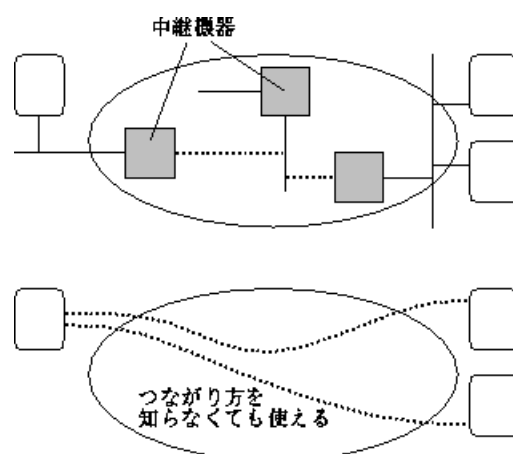 中継機器
つながり方を
知らなくても使える